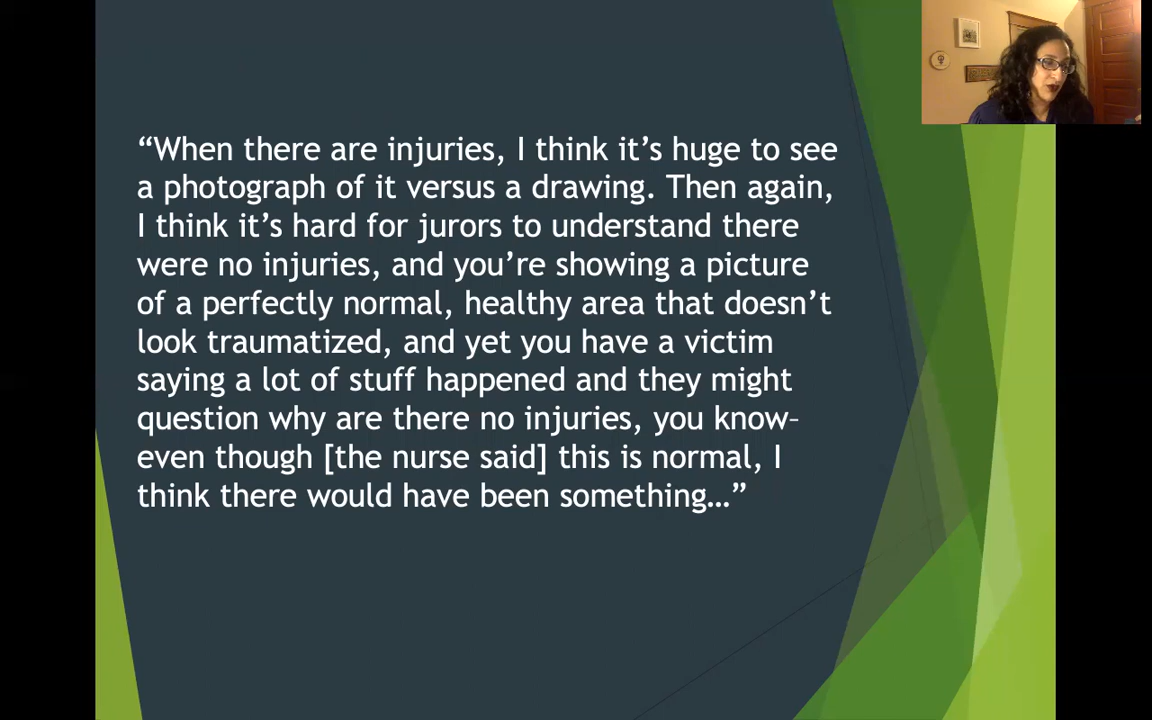 “When there are injuries, I think it’s huge to see
a photograph of it versus a drawing. Then again,
I think it’s hard for jurors to understand there
were no injuries, and you’re showing a picture
of a perfectly normal, healthy area that doesn’t
look traumatized, and yet you have a victim
saying a lot of stuff happened and they might
question why are there no injuries, you know–
even though [the nurse said] this is normal, I
think there would have been something…”